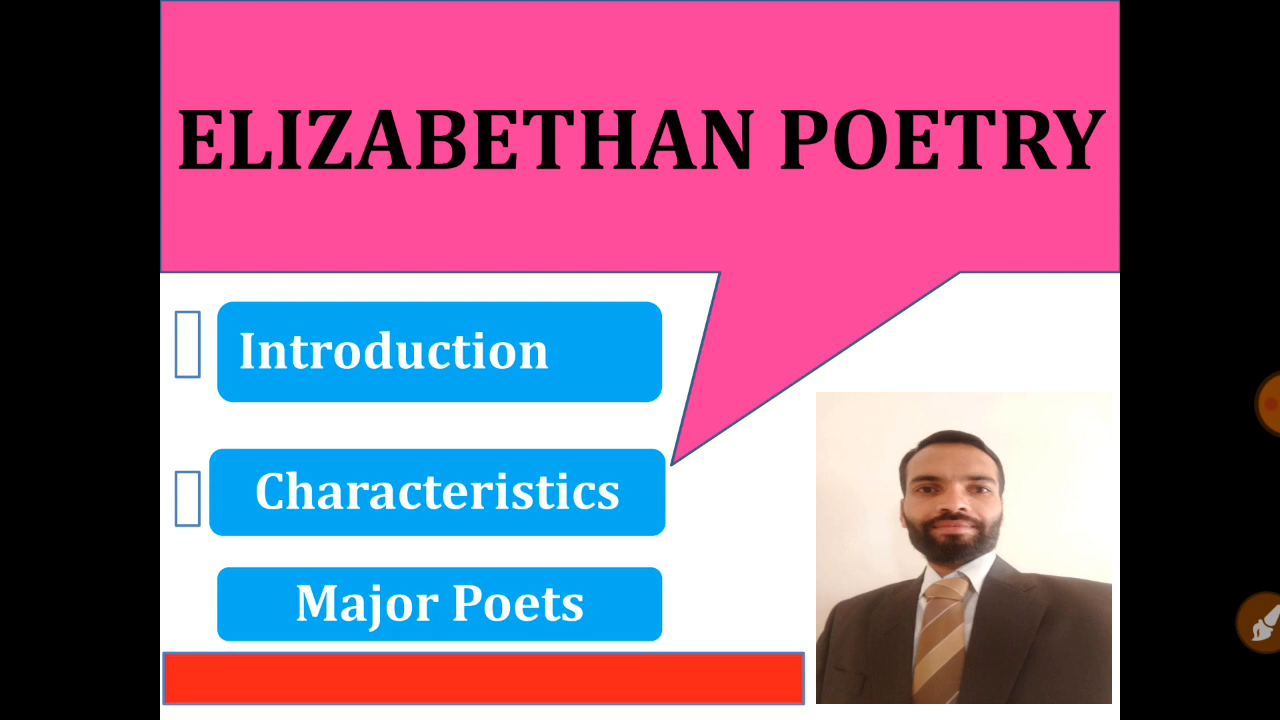 ELIZABETHAN POETRY
Introduction
Characteristics
Major Poets